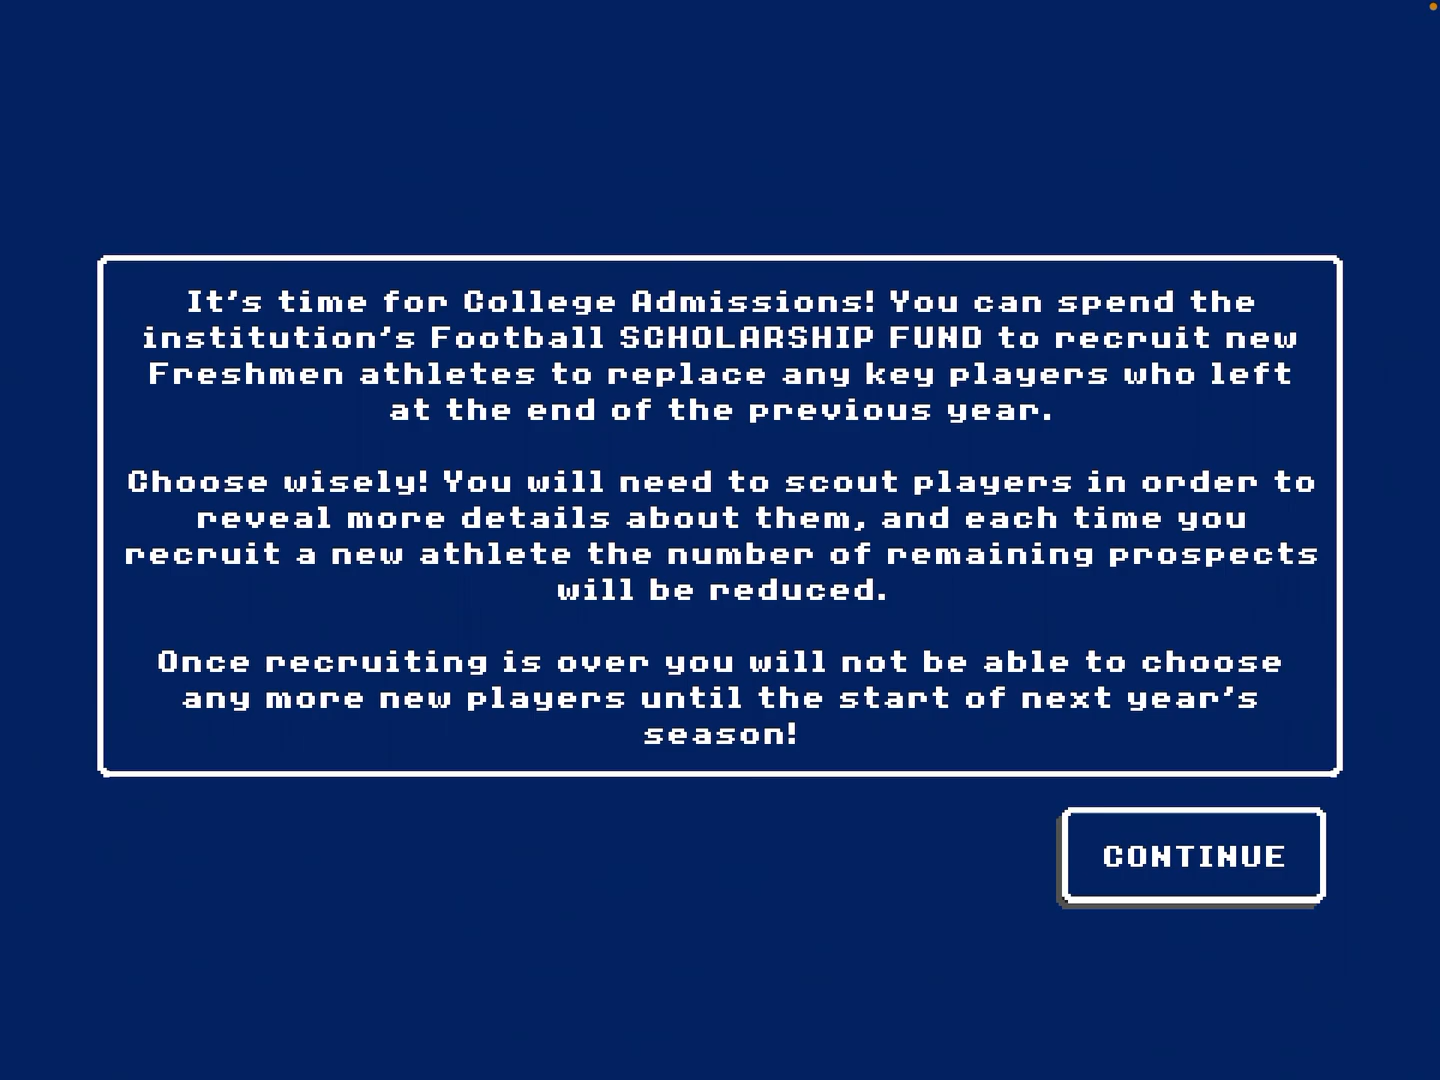 It's time for College Admissions! You can spend the
institution's Football SCHOLARSHIP FUND to recruit new
Freshmen athletes to replace any key players who left
at the end of the previous year.
Choose wisely! You will need to scout players in order to
reveal more details about them, and each time you
recruit a new athlete the number of remaining prospects
will be reduced.
Once recruiting is over you will not be able to choose
any more new players until the start of next year's
season!
CONTINUE